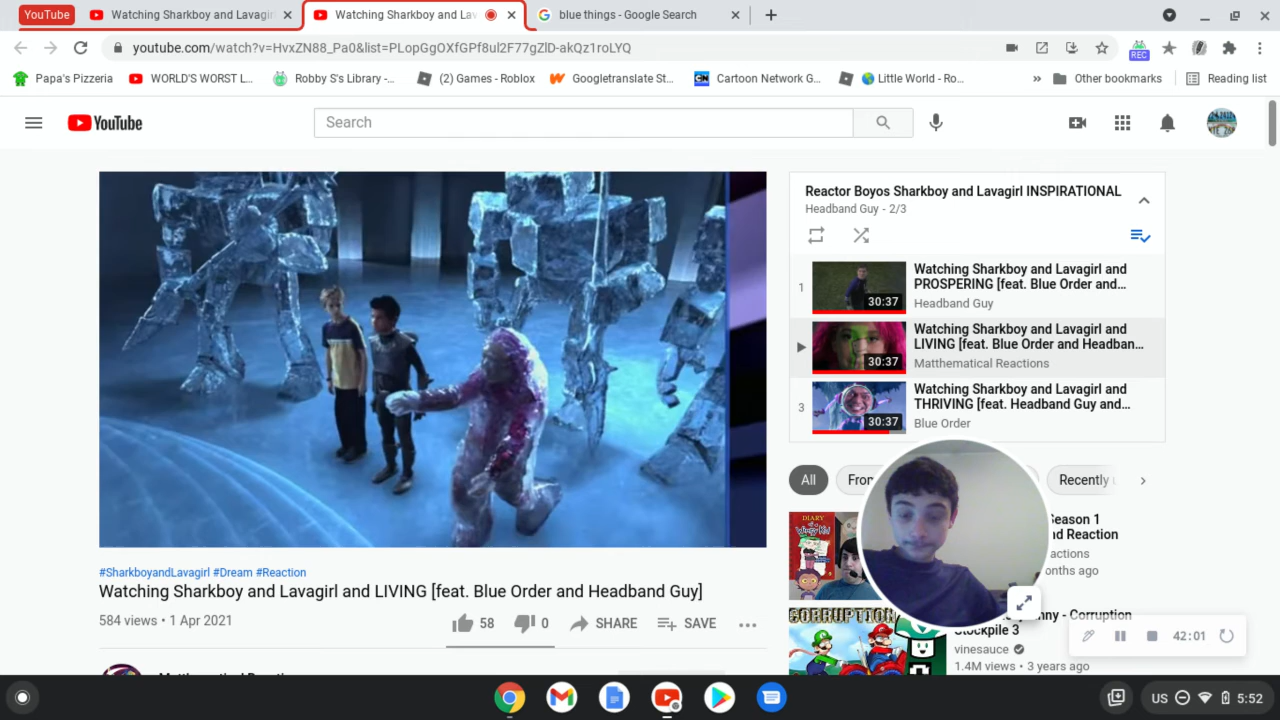 YouTube
Watching Sharkboy and Lavagirl
Watching Sharkboy and Lav
blue things - Google Search
youtube.com/watch?v=HvxZN88_Pa0&list=PLopGgOXfGPf8ul2F77gZlD-akQz1roLYQ
REC
Papa's Pizzeria
WORLD'S WORST L...
Robby S's Library -...
(2) Games - Roblox
Googletranslate St...
CN
Cartoon Network G...
Little World - Ro...
»
Other bookmarks
Reading list
YouTube
Search
Reactor Boyos Sharkboy and Lavagirl INSPIRATIONAL
Headband Guy - 2/3
1
30:37
Watching Sharkboy and Lavagirl and
PROSPERING [feat. Blue Order and...
Headband Guy
30:37
Watching Sharkboy and Lavagirl and
LIVING [feat. Blue Order and Headban...
Matthematical Reactions
3
30:37
Watching Sharkboy and Lavagirl and
THRIVING [feat. Headband Guy and...
Blue Order
All
From
Recently
DIARY
Season 1
nd Reaction
actions
onths ago
#SharkboyandLavagirl #Dream #Reaction
Watching Sharkboy and Lavagirl and LIVING [feat. Blue Order and Headband Guy]
584 views • 1 Apr 2021
58
0
SHARE
SAVE
CORRUPTION
nny - Corruption
Stockpile 3
vinesauce
1.4M views • 3 years ago
42:01
US
5:52